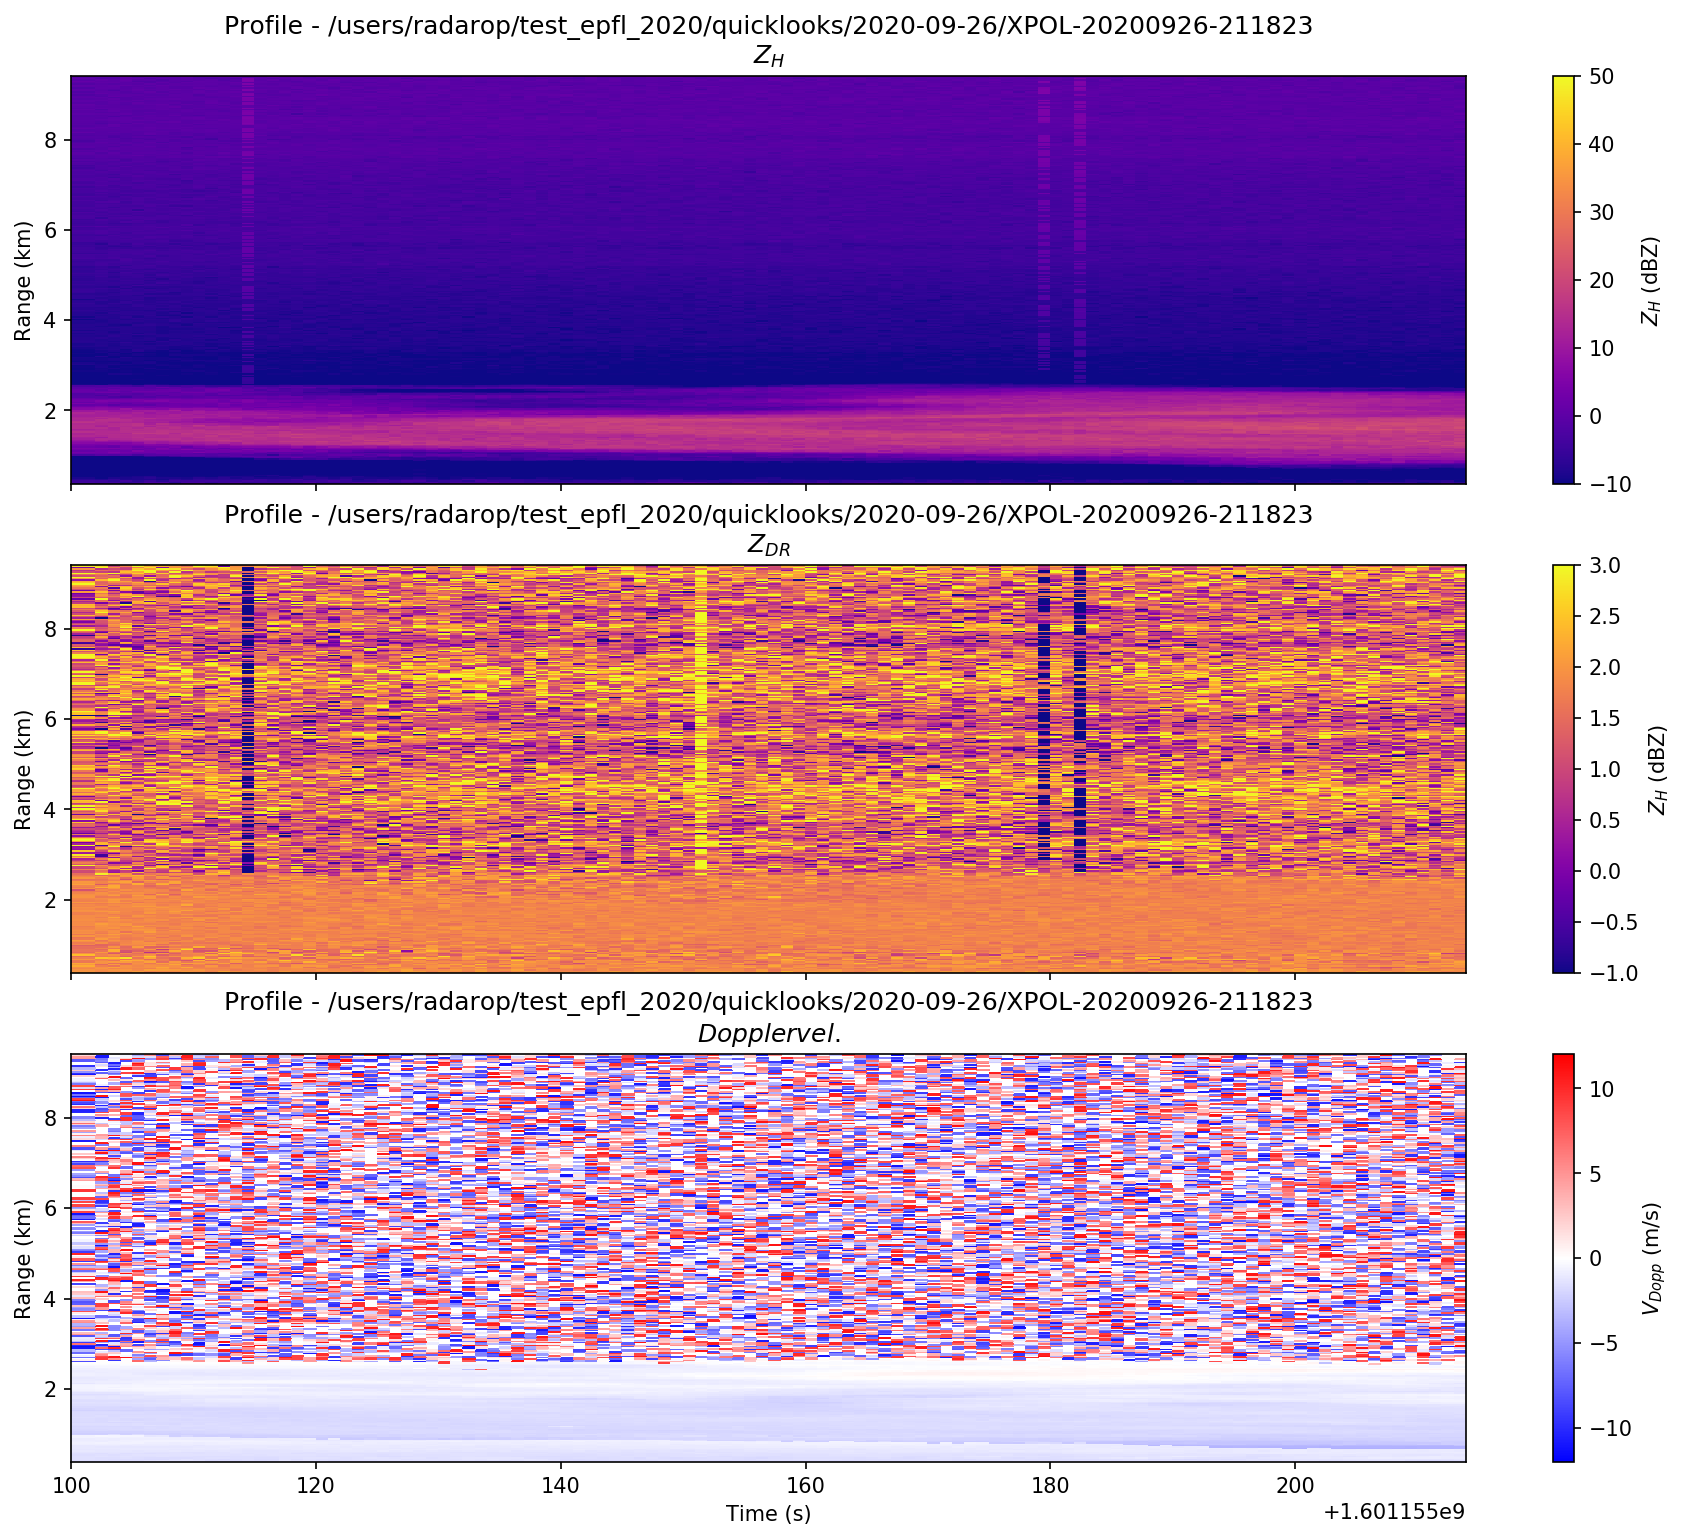 Profile - /users/radarop/test_epfl_2020/quicklooks/2020-09-26/XPOL-20200926-211823
Z_H
8
6
4
2
Range (km)
50
40
30
20
10
0
−10
Z_H (dBZ)
Profile - /users/radarop/test_epfl_2020/quicklooks/2020-09-26/XPOL-20200926-211823
Z_DR
8
6
4
2
Range (km)
3.0
2.5
2.0
1.5
1.0
0.5
0.0
−0.5
−1.0
Z_H (dBZ)
Profile - /users/radarop/test_epfl_2020/quicklooks/2020-09-26/XPOL-20200926-211823
Dopplervel.
8
6
4
2
Range (km)
10
5
0
−5
−10
V_Dopp (m/s)
100 120 140 160 180 200
Time (s)
+1.601155e9